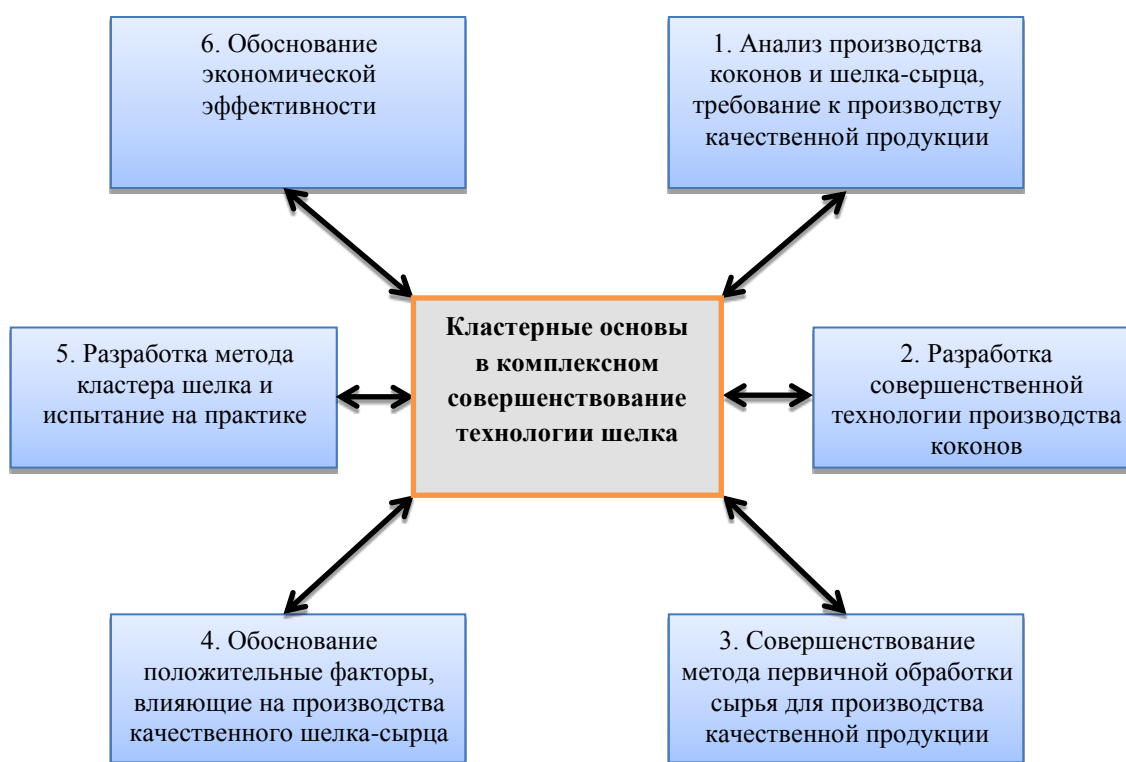 6. Обоснование
экономической
эффективности
1. Анализ производства
коконов и шелка-сырца,
требование к производству
качественной продукции
Кластерные основы
в комплексном
совершенствование
технологии шелка
5. Разработка метода
кластера шелка и
испытание на практике
2. Разработка
совершенственной
технологии производства
коконов
4. Обоснование
положительные факторы,
влияющие на производства
качественного шелка-сырца
3. Совершенствование
метода первичной обработки
сырья для производства
качественной продукции